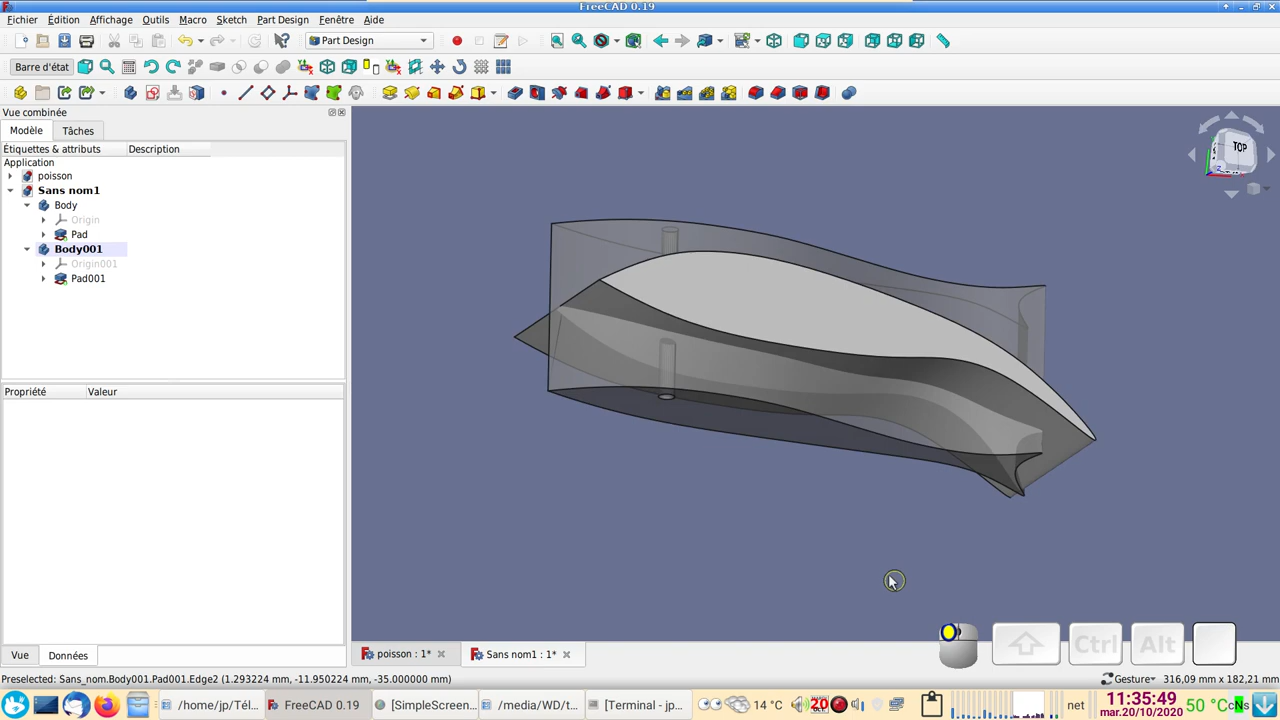 FreeCAD 0.19
Fichier Édition Affichage Outils Macro Sketch Part Design Fenêtre Aide
Part Design
Barre d'état
Vue combinée
Modèle Tâches
Étiquettes & attributs Description
Application
poisson
Sans nom1
Body
Origin
Pad
Body001
Origin001
Pad001
TOP
Propriété Valeur
Vue Données
poisson : 1* Sans nom1 : 1*
Ctrl Alt
Preselected: Sans_nom.Body001.Pad001.Edge2 (1.293224 mm, -11.950224 mm, -35.000000 mm)
Gesture 316,09 mm x 182,21 mm
/home/jp/Tél... FreeCAD 0.19 [SimpleScreen... /media/WD/t... [Terminal - jp... 14 °C 20 net 11:35:49 50 °C
mar.20/10/2020